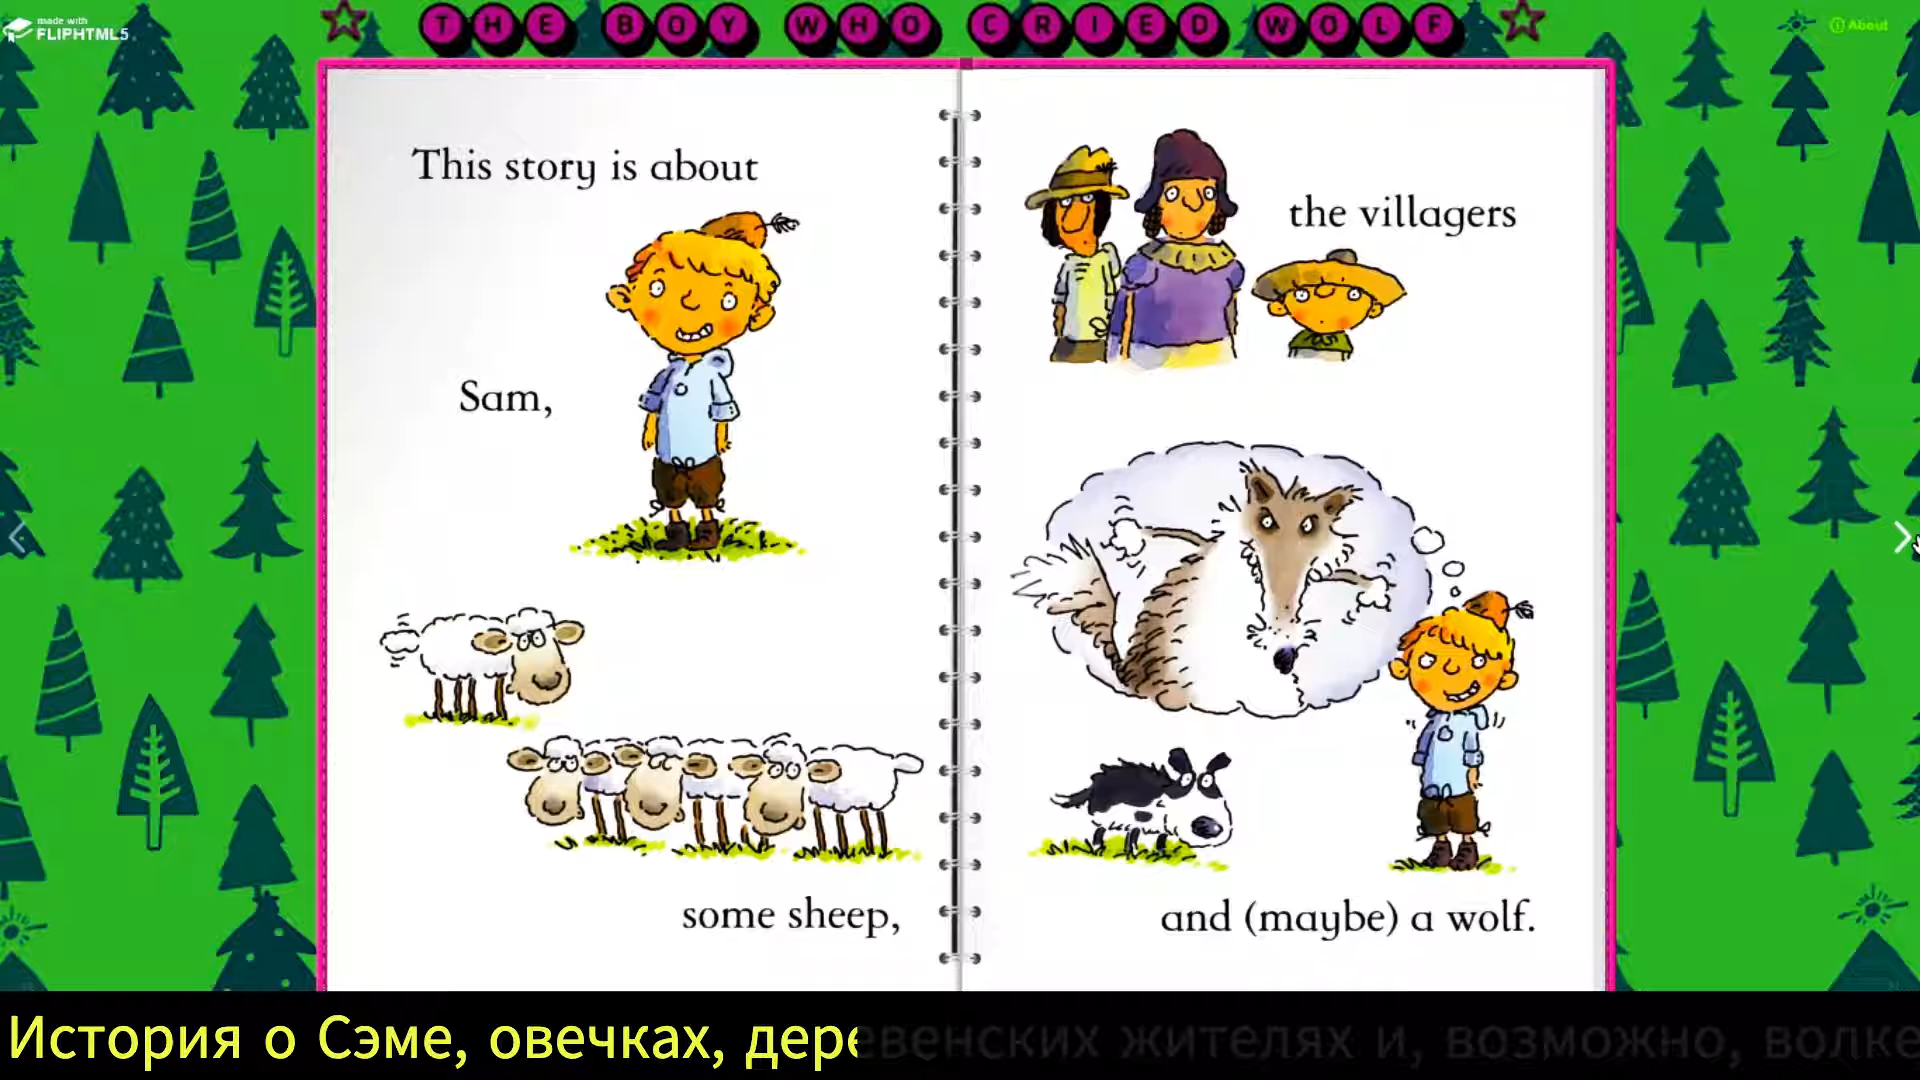 made with
FLIPHTML5
THE BOY WHO CRIED WOLF
About
This story is about
Sam,
some sheep,
the villagers
and (maybe) a wolf.
История о Сэме, овечках, деревенских жителях и, возможно, волке